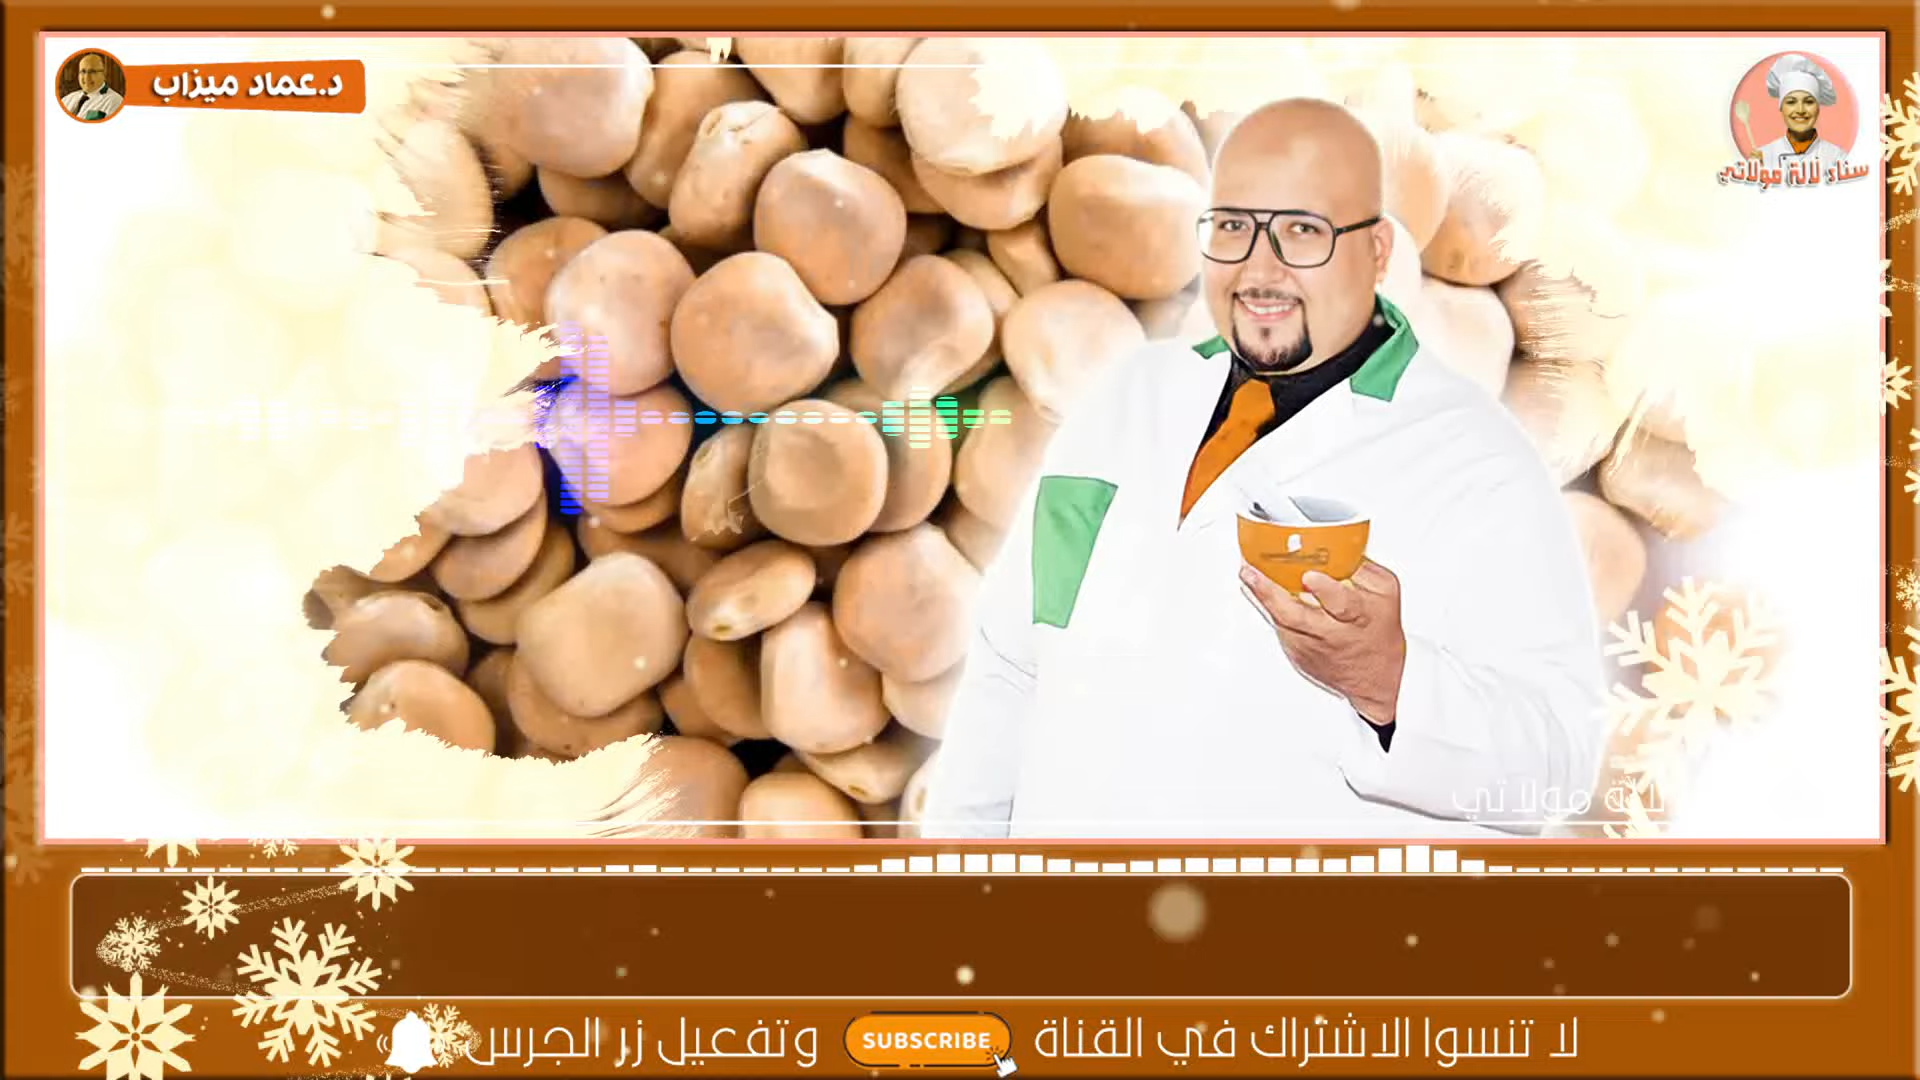 د.عماد ميزاب
سناء لالة مولاتي
لالة مولاتي
لا تنسوا الاشتراك في القناة SUBSCRIBE وتفعيل زر الجرس